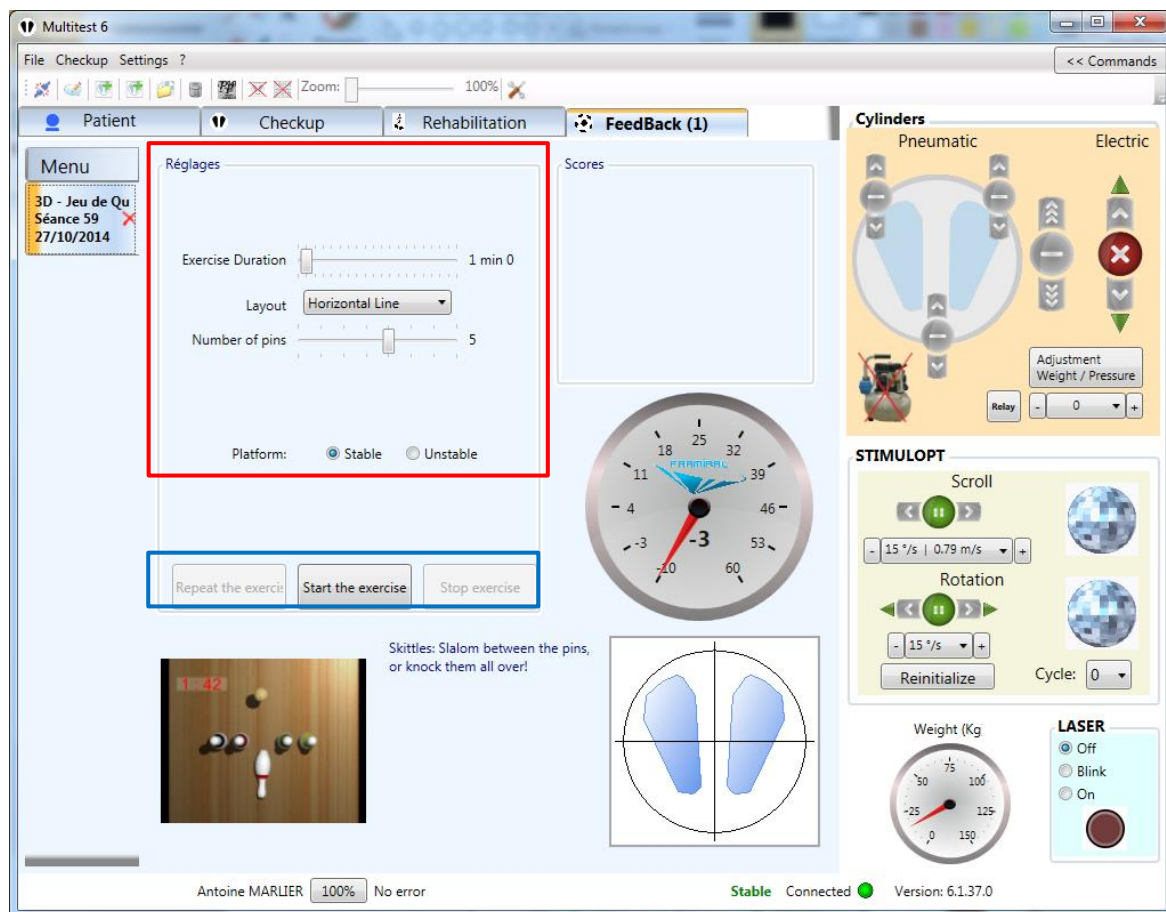 Multitest 6
File Checkup Settings ?
<< Commands
Zoom: 100%
Patient
Checkup
Rehabilitation
FeedBack (1)
Menu
3D - Jeu de Qu
Séance 59
27/10/2014
Réglages
Exercise Duration 1 min 0
Layout Horizontal Line
Number of pins 5
Platform: Stable Unstable
Repeat the exerci
Start the exercise
Stop exercise
Scores
-10 -3 4 11 18 25 32 39 46 53 60
FRAMIRAL
-3
1:42
Skittles: Slalom between the pins,
or knock them all over!
Cylinders
Pneumatic
Electric
Adjustment
Weight / Pressure
Relay
- 0 +
STIMULOPT
Scroll
- 15 °/s | 0.79 m/s +
Rotation
- 15 °/s +
Reinitialize
Cycle: 0
Weight (Kg
0 25 50 75 100 125 150
LASER
Off
Blink
On
Antoine MARLIER 100% No error
Stable Connected Version: 6.1.37.0